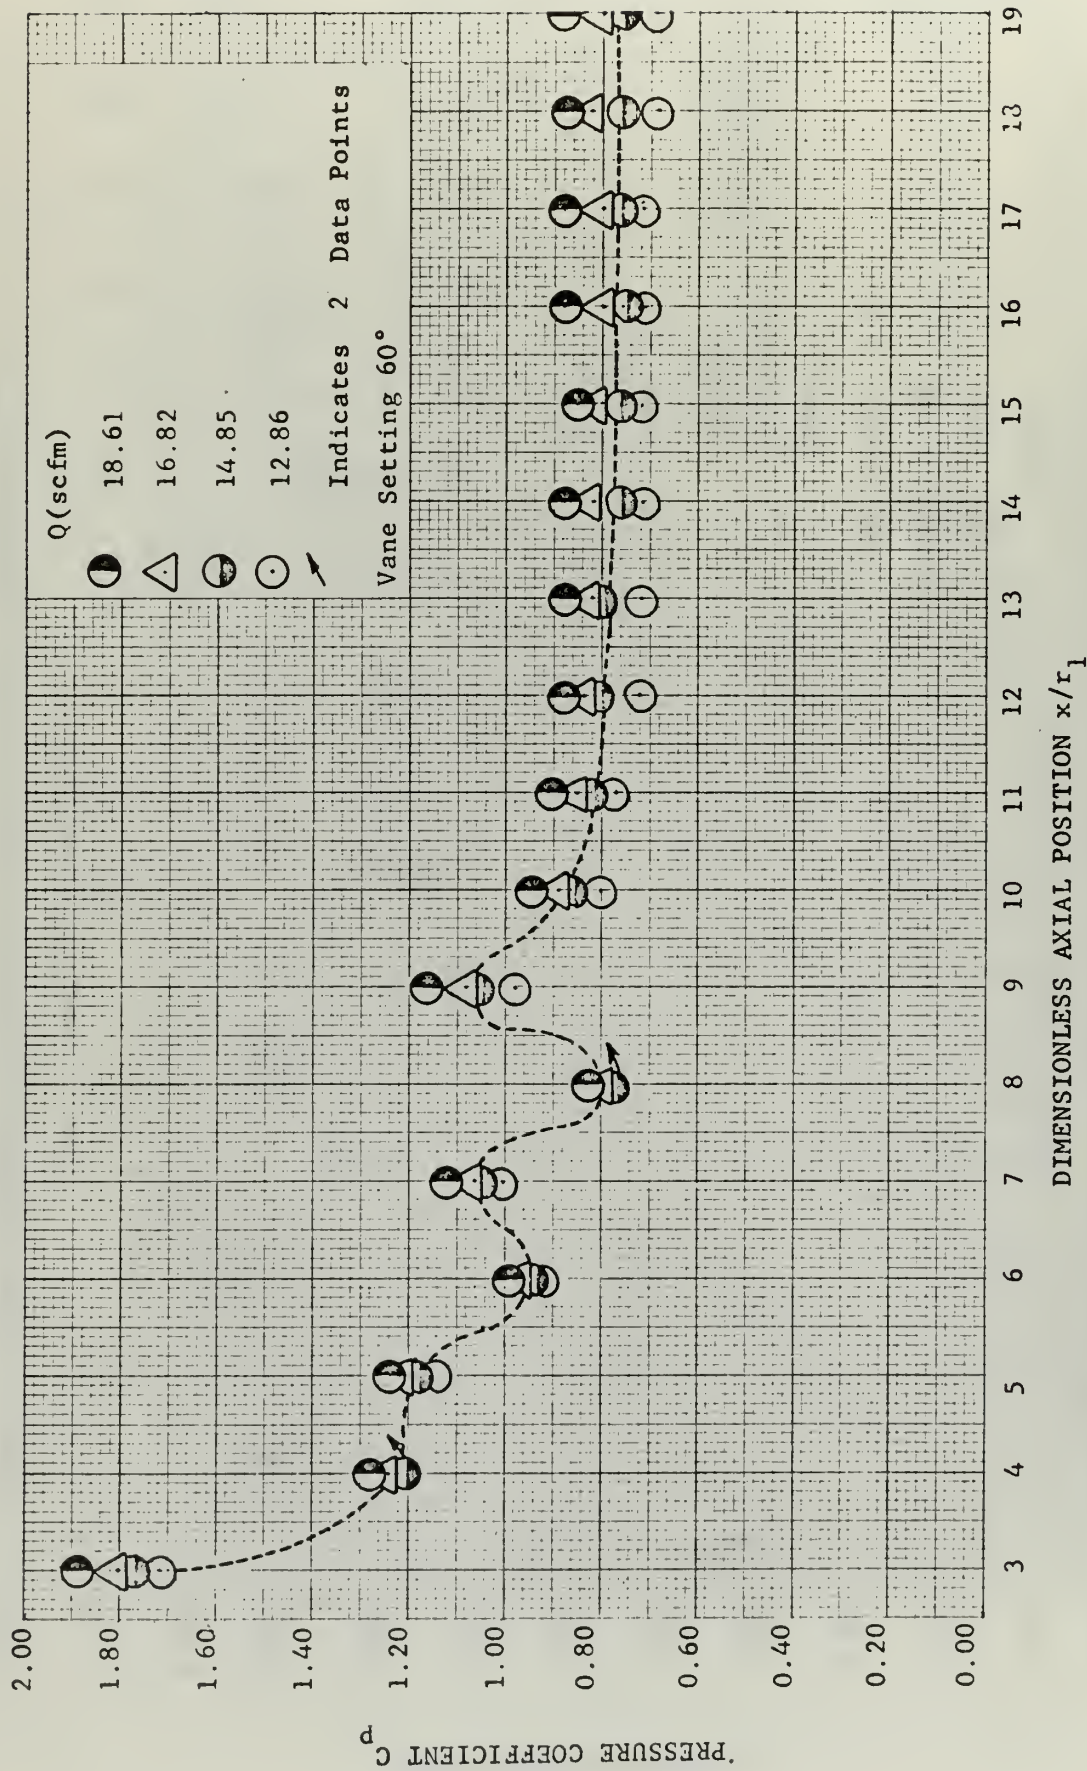 Q(scfm)
18.61
16.82
14.85
12.86
Indicates 2 Data Points
Vane Setting 60°
2.00
1.80
1.60
1.40
1.20
1.00
0.80
0.60
0.40
0.20
0.00
PRESSURE COEFFICIENT Cp
3 4 5 6 7 8 9 10 11 12 13 14 15 16 17 13 19
DIMENSIONLESS AXIAL POSITION x/r1